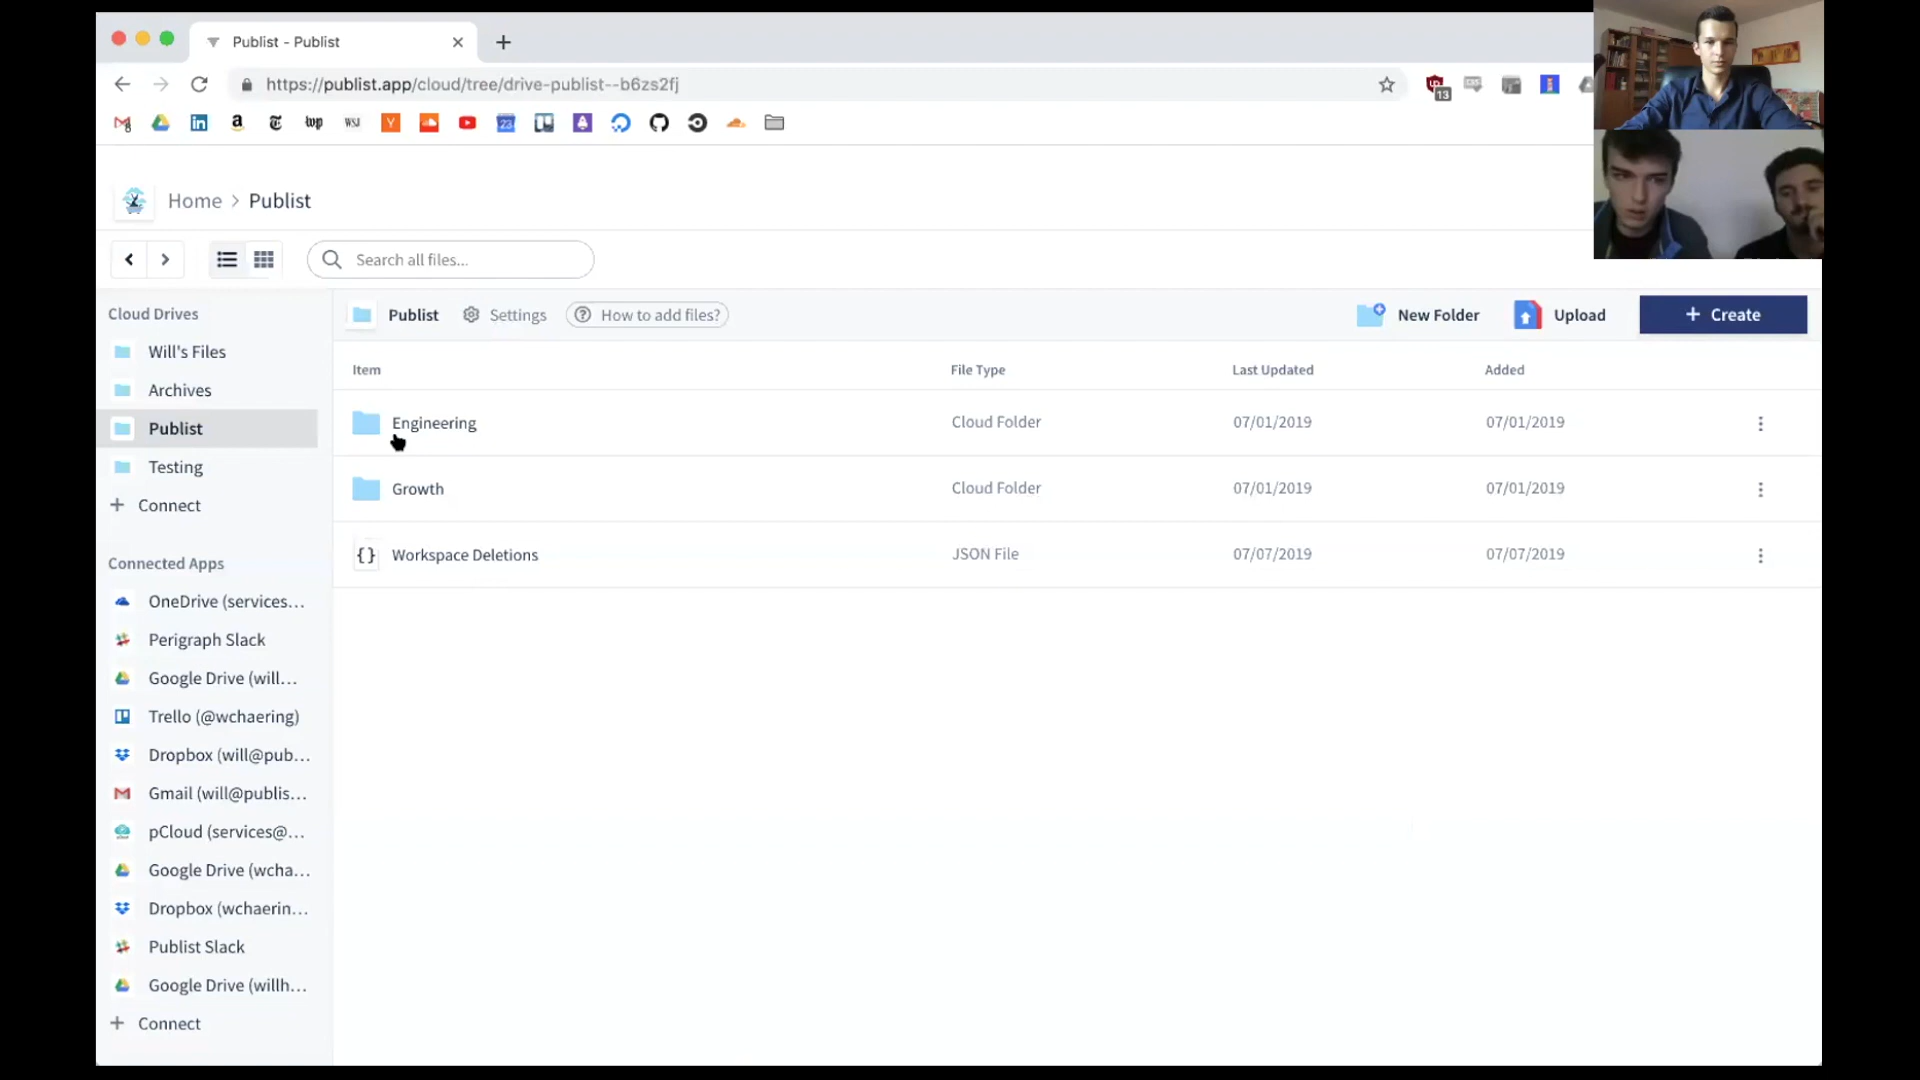 Publist - Publist
https://publist.app/cloud/tree/drive-publist--b6zs2fj
13
wp
WSJ
Y
23
Home > Publist
Search all files...
Cloud Drives
Will's Files
Archives
Publist
Testing
+ Connect
Connected Apps
OneDrive (services...
Perigraph Slack
Google Drive (will...
Trello (@wchaering)
Dropbox (will@pub...
Gmail (will@publis...
pCloud (services@...
Google Drive (wcha...
Dropbox (wchaerin...
Publist Slack
Google Drive (willh...
+ Connect
Publist Settings ? How to add files? New Folder Upload + Create
Item File Type Last Updated Added
Engineering Cloud Folder 07/01/2019 07/01/2019
Growth Cloud Folder 07/01/2019 07/01/2019
{} Workspace Deletions JSON File 07/07/2019 07/07/2019